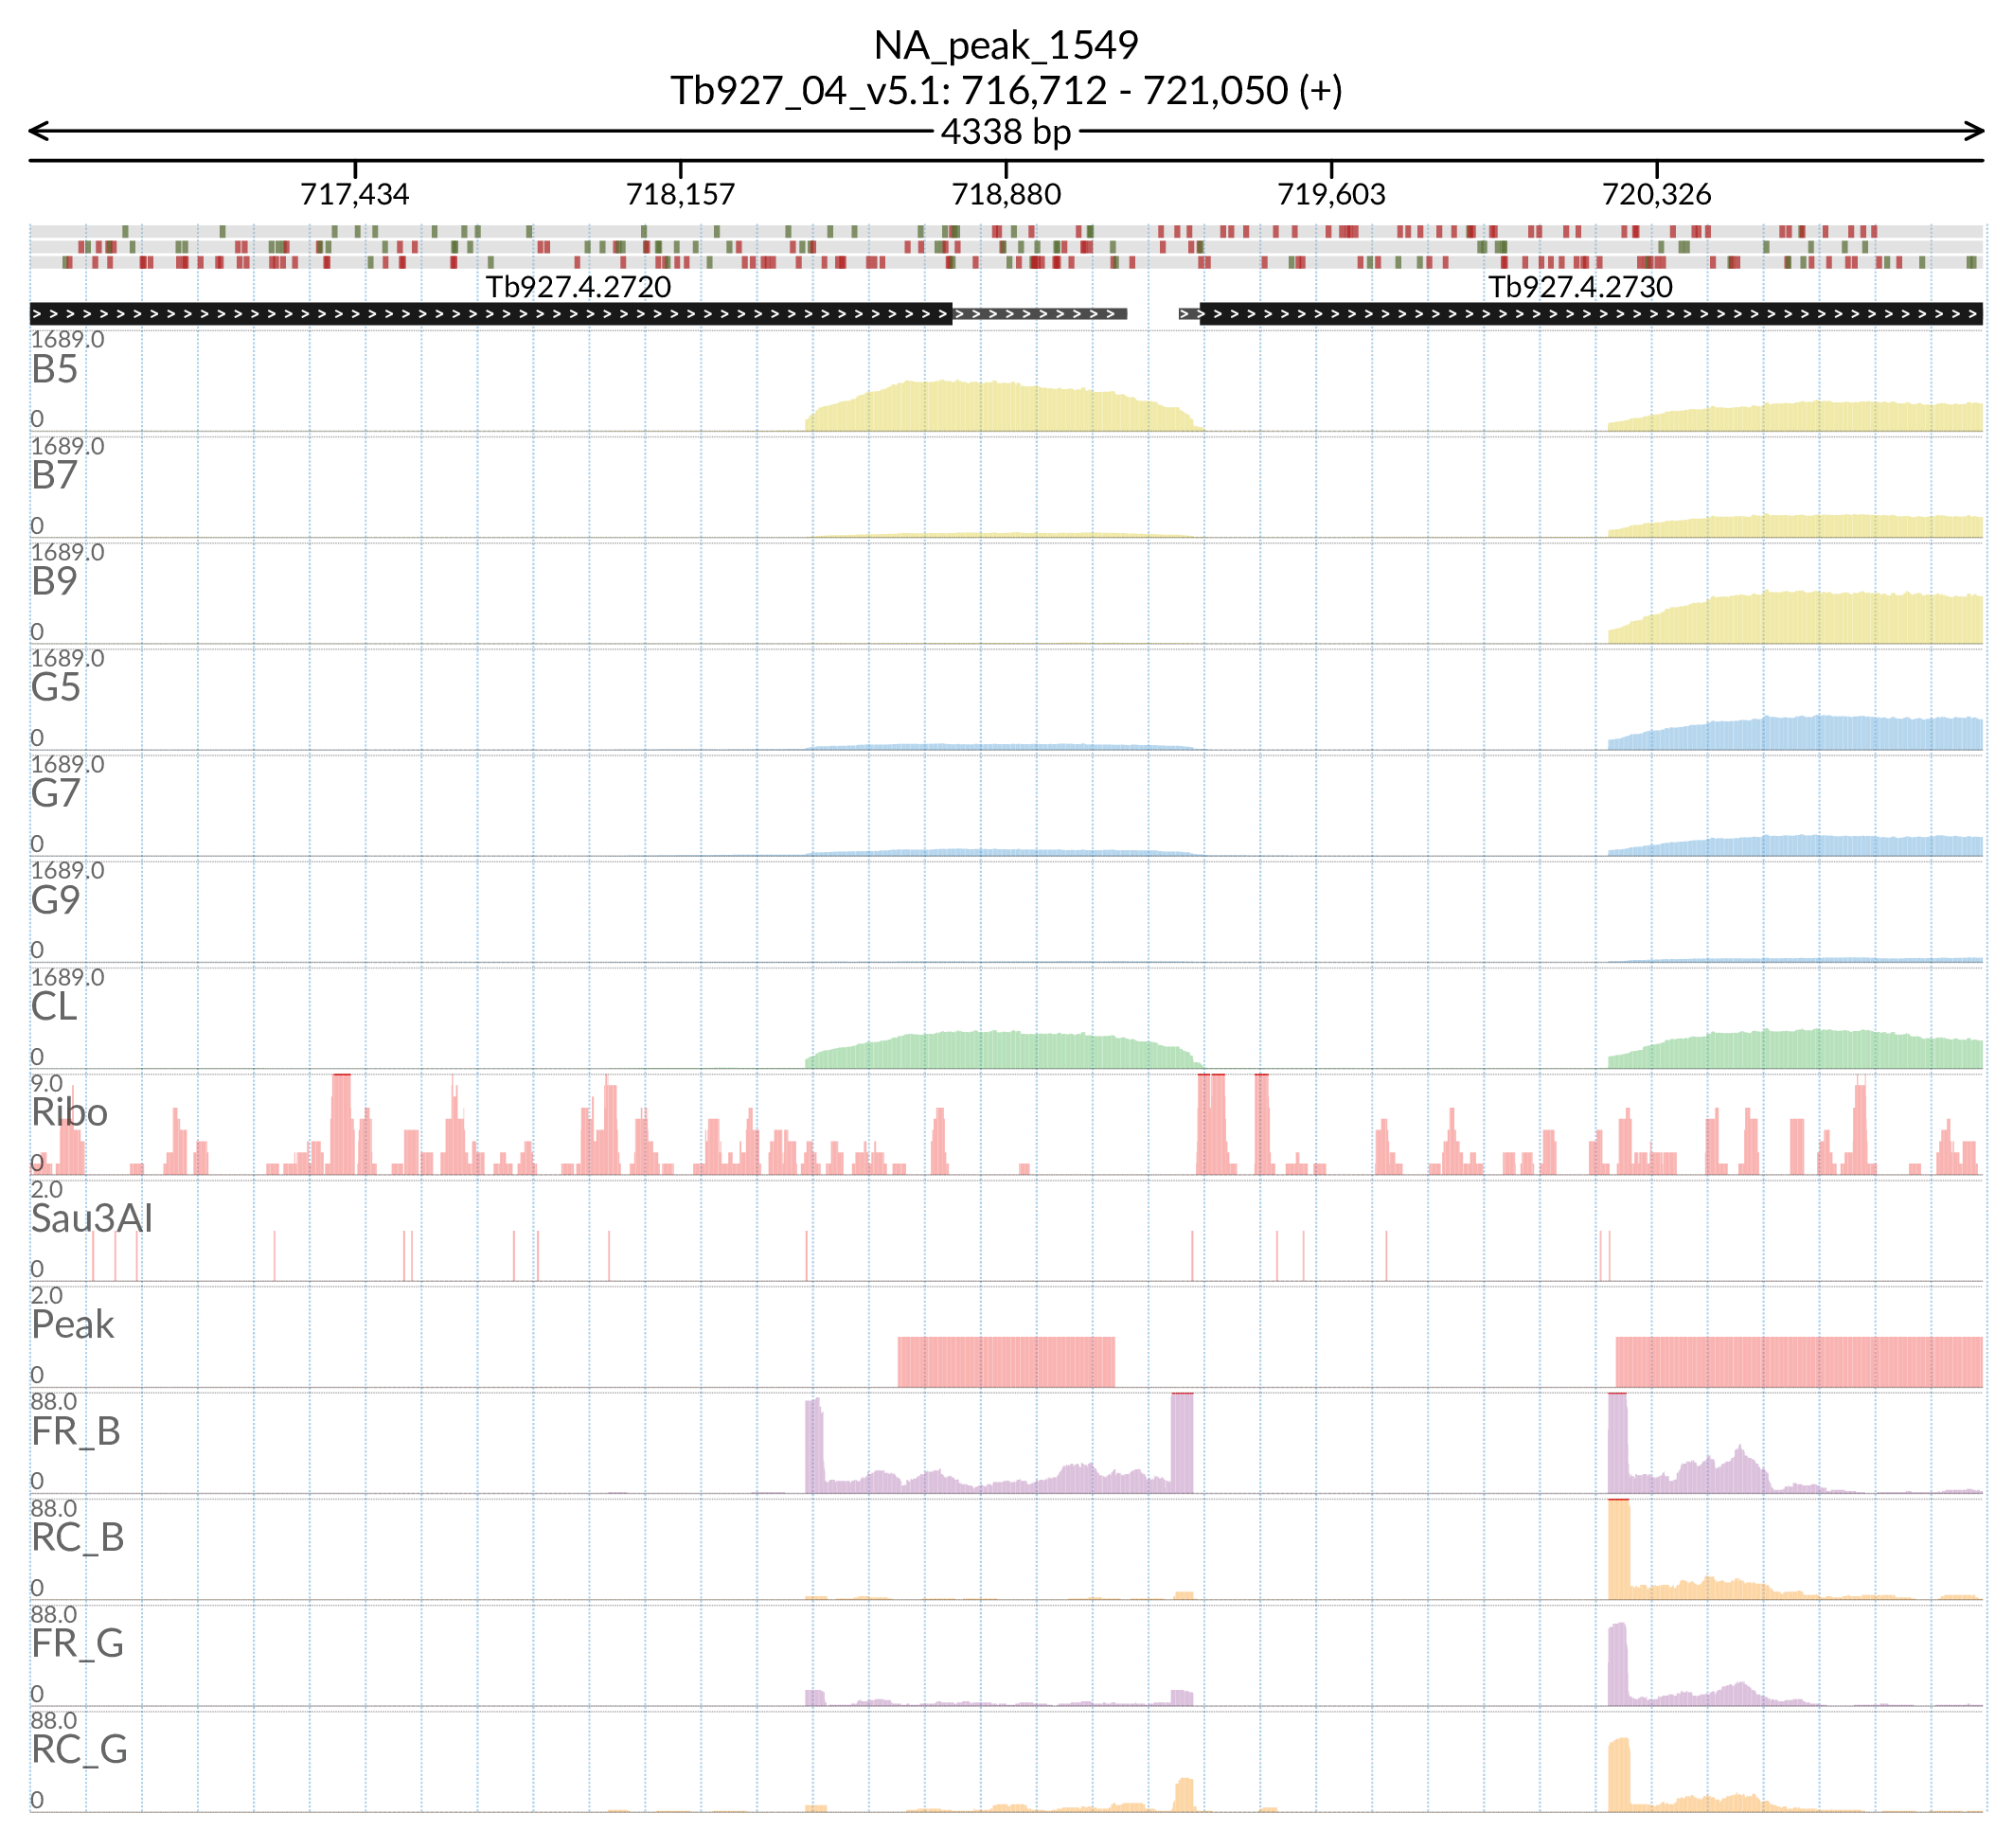 NA_peak_1549
Tb927_04_v5.1: 716,712 - 721,050 (+)
4338 bp
717,434 718,157 718,880 719,603 720,326
Tb927.4.2720 Tb927.4.2730
1689.0
B5
0
1689.0
B7
0
1689.0
B9
0
1689.0
G5
0
1689.0
G7
0
1689.0
G9
0
1689.0
CL
0
9.0
Ribo
0
2.0
Sau3AI
0
2.0
Peak
0
88.0
FR_B
0
88.0
RC_B
0
88.0
FR_G
0
88.0
RC_G
0